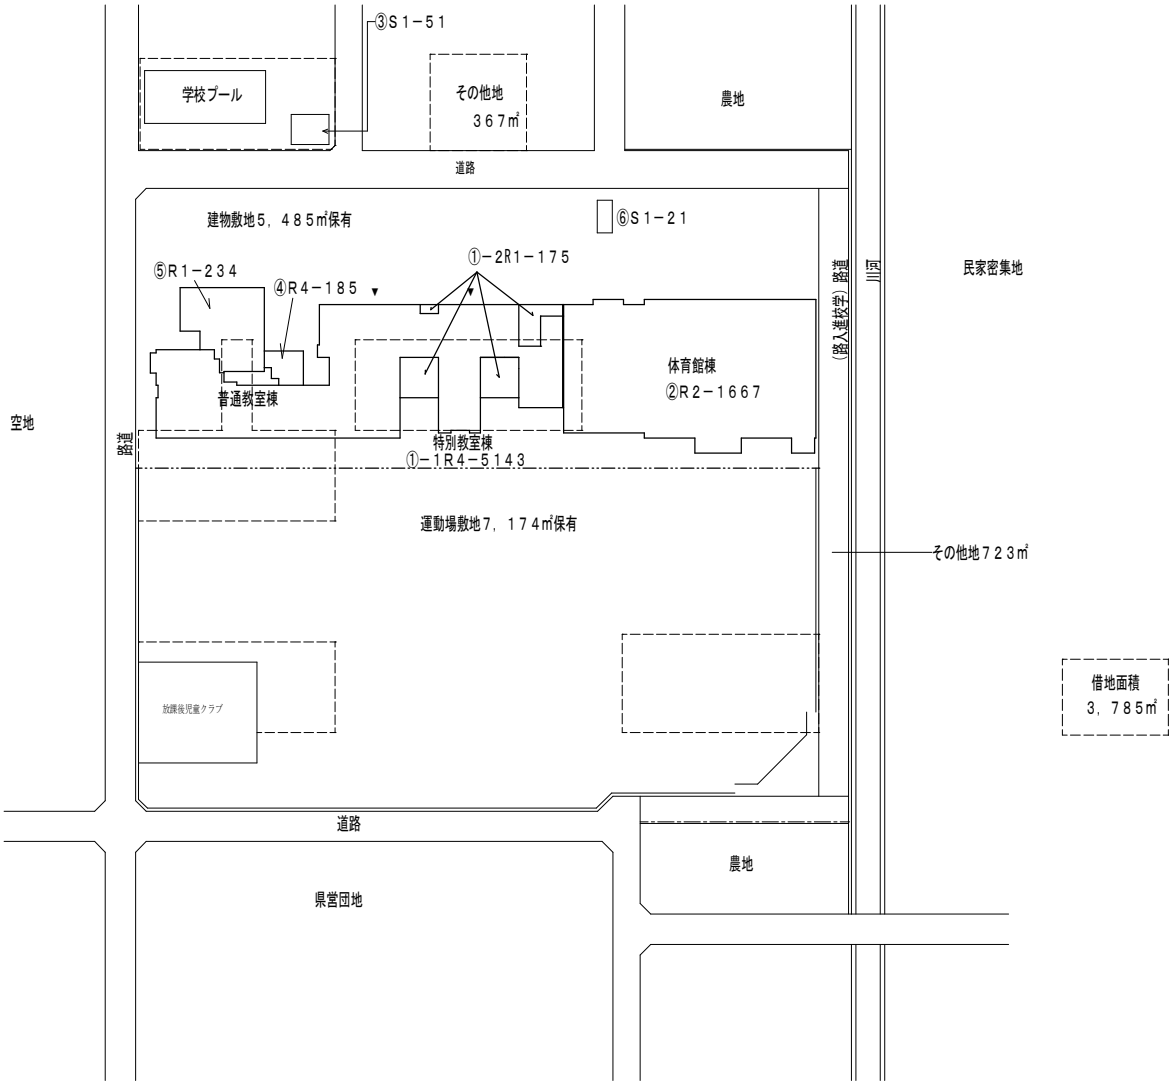 ③S1-51
学校プール
その他地
367㎡
農地
道路
建物敷地5,485㎡保有
⑥S1-21
①-2R1-175
⑤R1-234
④R4-185
(路入進校学)路道
河川
民家密集地
体育館棟
②R2-1667
普通教室棟
空地
路道
特別教室棟
①-1R4-5143
運動場敷地7,174㎡保有
その他地723㎡
借地面積
3,785㎡
放課後児童クラブ
道路
農地
県営団地